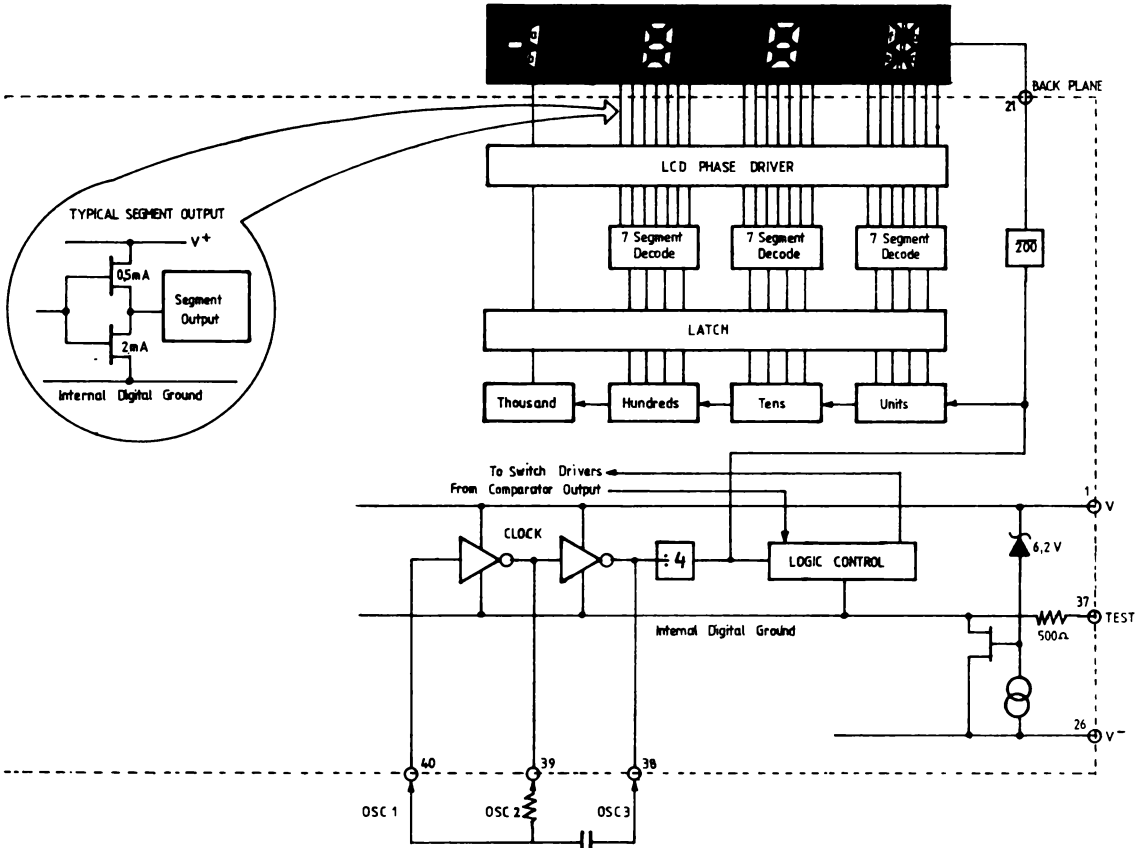 BACK PLANE
21
LCD PHASE DRIVER
TYPICAL SEGMENT OUTPUT
V+
0,5mA
Segment
Output
2mA
Internal Digital Ground
7 Segment
Decode
7 Segment
Decode
7 Segment
Decode
200
LATCH
Thousand
Hundreds
Tens
Units
To Switch Drivers
From Comparator Output
1
V
CLOCK
÷4
LOGIC CONTROL
6,2 V
37
TEST
500Ω
Internal Digital Ground
26
V-
40
39
38
OSC 1
OSC 2
OSC 3